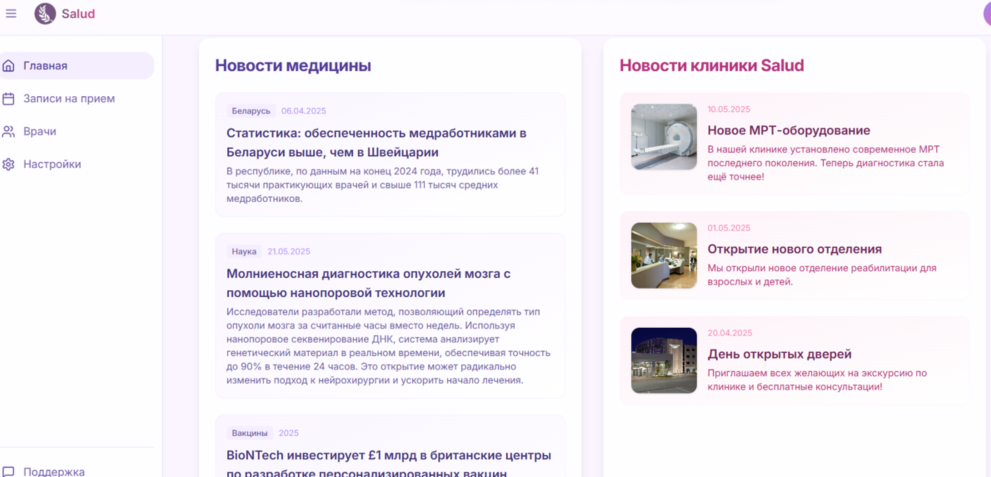 Salud
Главная
Записи на прием
Врачи
Настройки
Поддержка
Новости медицины
Беларусь 06.04.2025
Статистика: обеспеченность медработниками в
Беларуси выше, чем в Швейцарии
В республике, по данным на конец 2024 года, трудились более 41
тысячи практикующих врачей и свыше 111 тысяч средних
медработников.
Наука 21.05.2025
Молниеносная диагностика опухолей мозга с
помощью нанопоровой технологии
Исследователи разработали метод, позволяющий определять тип
опухоли мозга за считанные часы вместо недель. Используя
нанопоровое секвенирование ДНК, система анализирует
генетический материал в реальном времени, обеспечивая точность
до 90% в течение 24 часов. Это открытие может радикально
изменить подход к нейрохирургии и ускорить начало лечения.
Вакцины 2025
BioNTech инвестирует £1 млрд в британские центры
по разработке персонализированных вакцин
Новости клиники Salud
10.05.2025
Новое МРТ-оборудование
В нашей клинике установлено современное МРТ
последнего поколения. Теперь диагностика стала
ещё точнее!
01.05.2025
Открытие нового отделения
Мы открыли новое отделение реабилитации для
взрослых и детей.
20.04.2025
День открытых дверей
Приглашаем всех желающих на экскурсию по
клинике и бесплатные консультации!